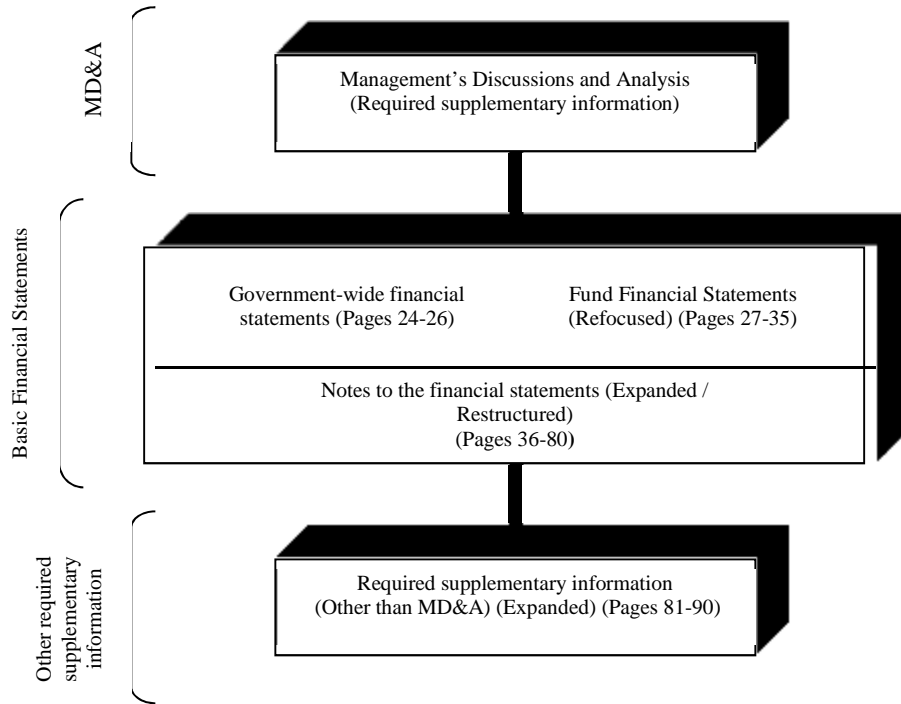 MD&A
Management’s Discussions and Analysis
(Required supplementary information)
Basic Financial Statements
Government-wide financial
statements (Pages 24-26)
Fund Financial Statements
(Refocused) (Pages 27-35)
Notes to the financial statements (Expanded /
Restructured)
(Pages 36-80)
Other required
supplementary
information
Required supplementary information
(Other than MD&A) (Expanded) (Pages 81-90)